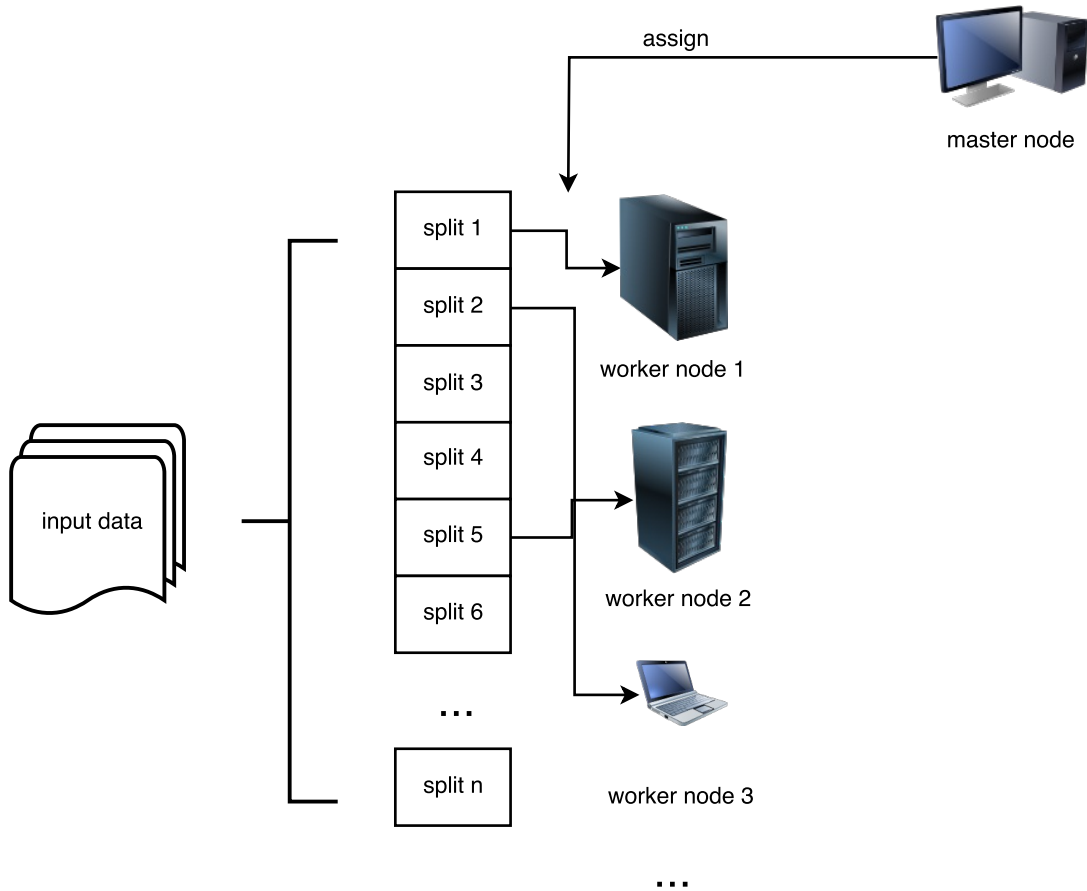 assign
master node
split 1
split 2
worker node 1
split 3
split 4
input data
split 5
worker node 2
split 6
...
split n
worker node 3
...